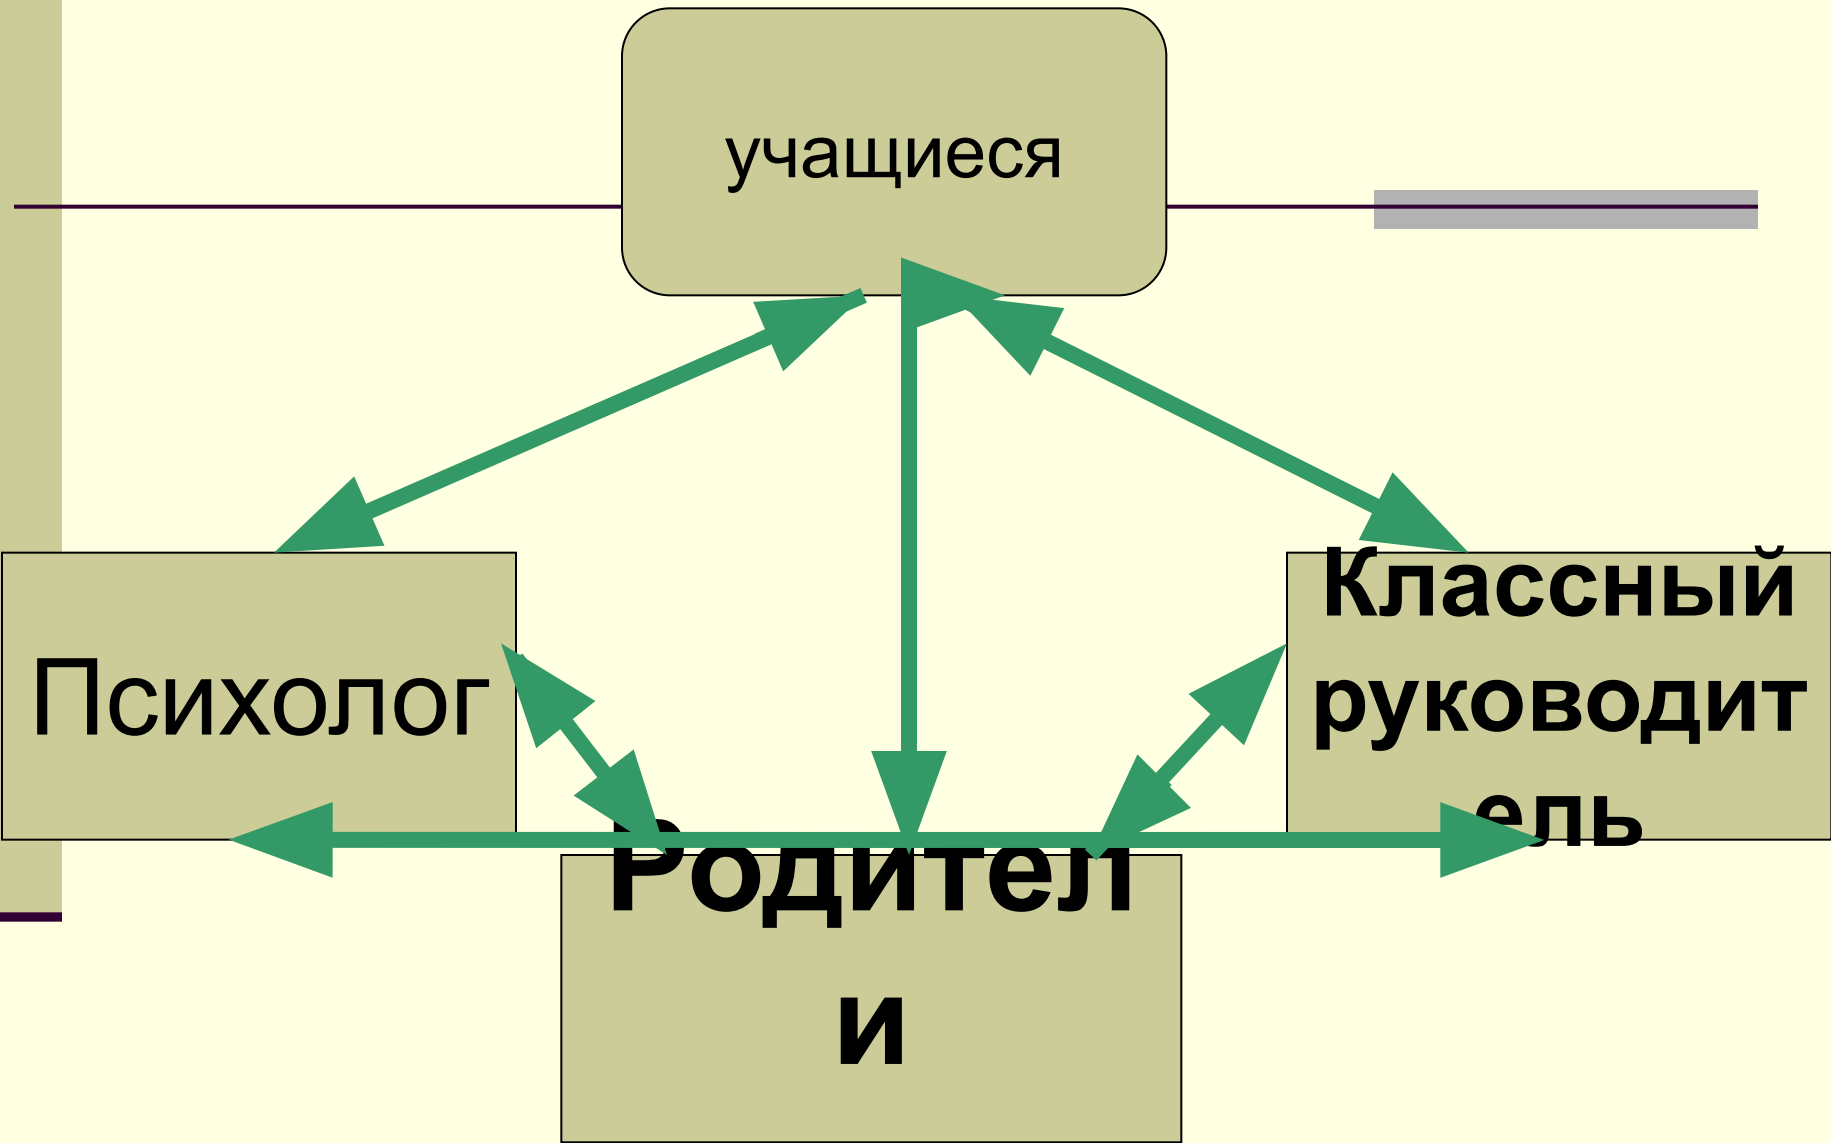 учащиеся
Психолог
Классный
руководит
ель
Родител
и